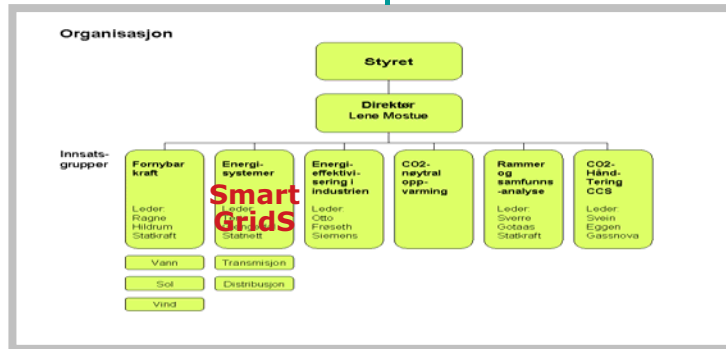 Organisasjon
Styret
Direktør
Lene Mostue
Innsats-
grupper
Fornybar
kraft
Leder:
Ragne
Hildrum
Statkraft
Energi-
systemer
Leder:
Statnett
Smart
GridS
Energi-
effektivi-
sering i
industrien
Leder:
Otto
Frøseth
Siemens
CO2-
nøytral
opp-
varming
Rammer
og
samfunns
-analyse
Leder:
Sverre
Gotaas
Statkraft
CO2-
Hånd-
Tering
CCS
Leder:
Svein
Eggen
Gassnova
Vann
Transmisjon
Sol
Distribusjon
Vind